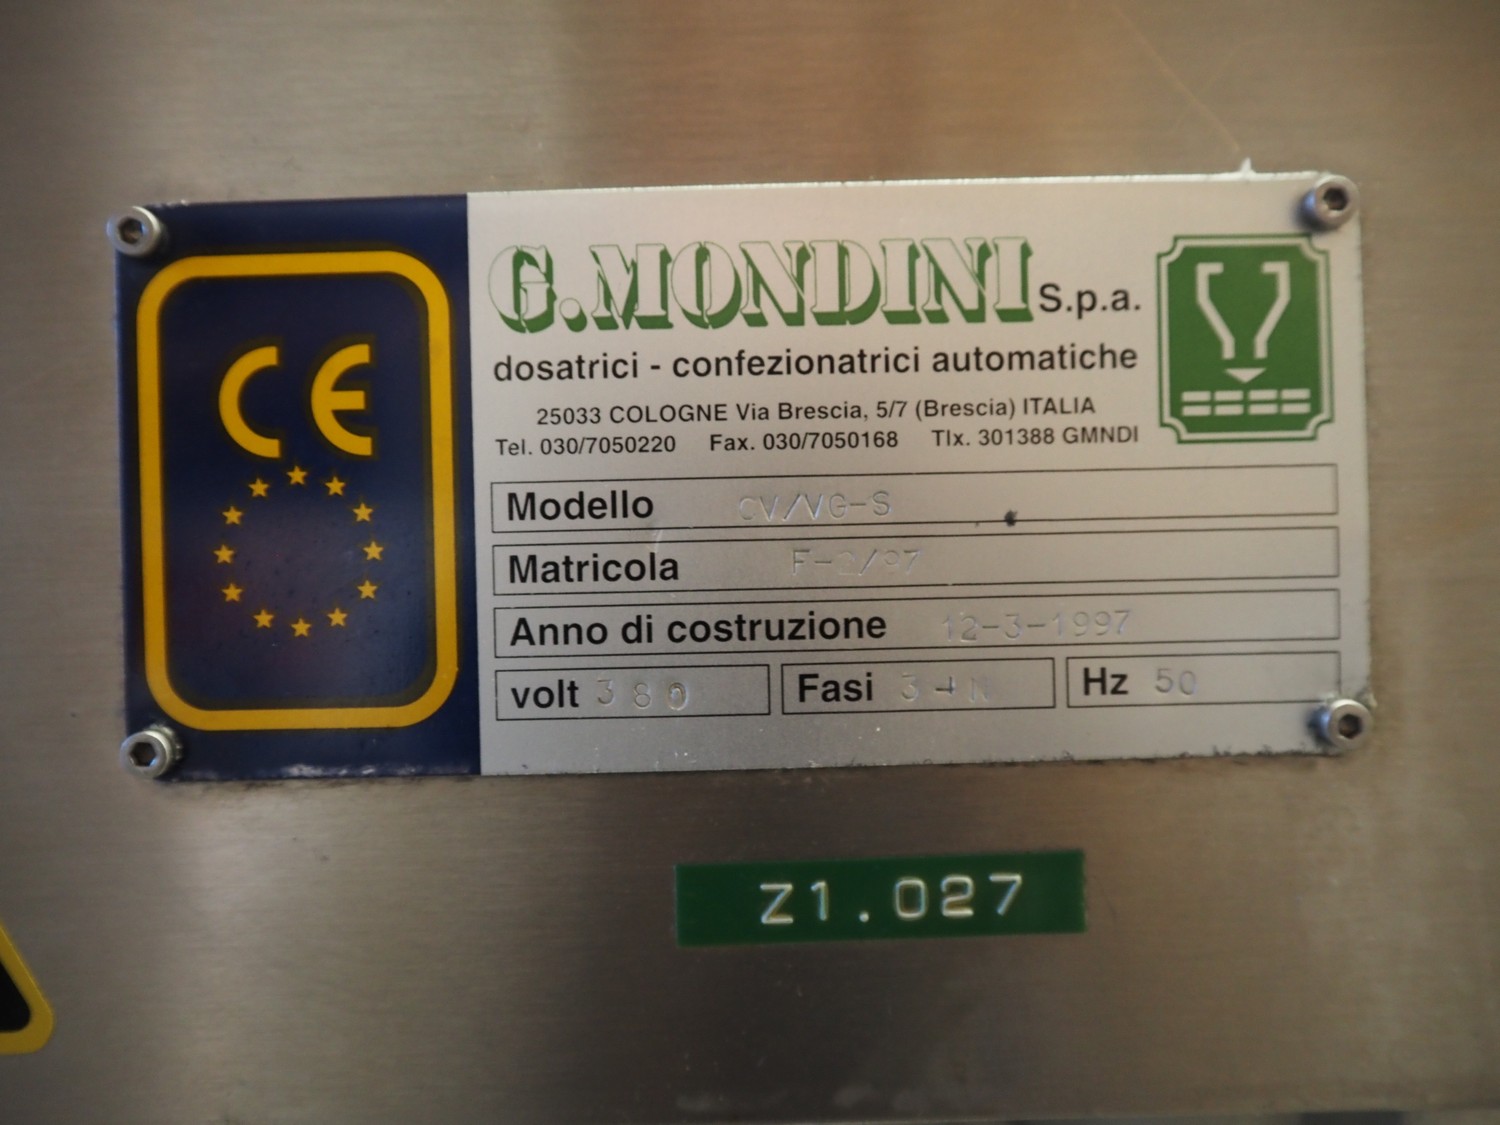 CE
G.MONDINI S.p.a.
dosatrici - confezionatrici automatiche
25033 COLOGNE Via Brescia, 5/7 (Brescia) ITALIA
Tel. 030/7050220 Fax. 030/7050168 Tlx. 301388 GMNDI
Modello CV/VG-S
Matricola
Anno di costruzione 12-3-1997
volt 380 Fasi 3+N Hz 50
Z1.027